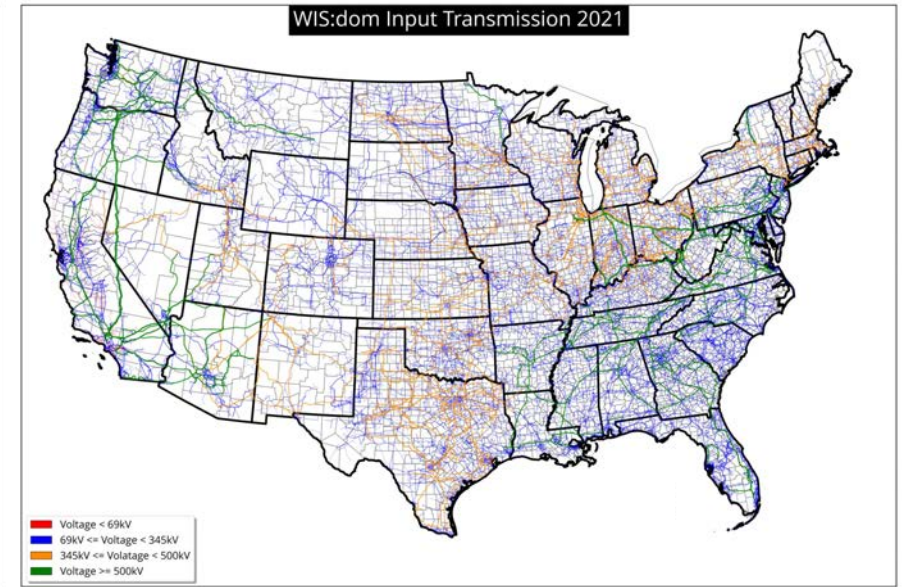 WIS:dom Input Transmission 2021
Voltage < 69kV
69kV <= Voltage < 345kV
345kV <= Volatage < 500kV
Voltage >= 500kV